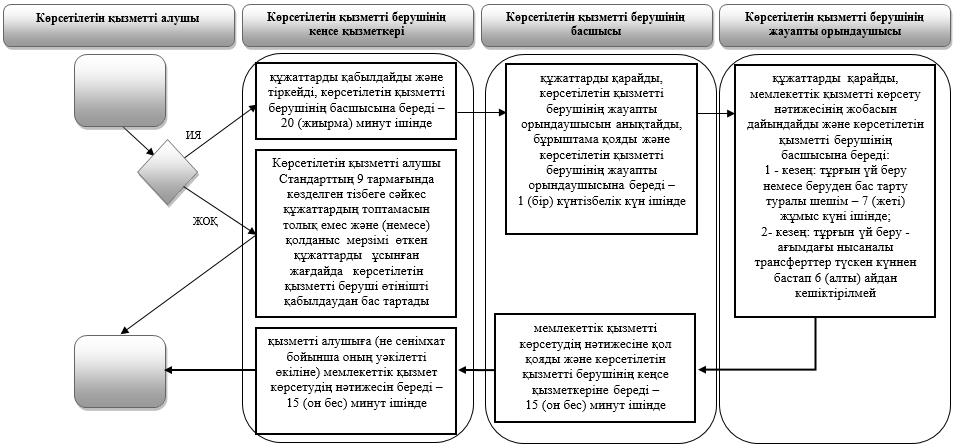 Көрсетілетін қызметті алушы
Көрсетілетін қызметті берушінің
кеңсе қызметкері
Көрсетілетін қызметті берушінің
басшысы
Көрсетілетін қызметті берушінің
жауапты орындаушысы
ИЯ
ЖОҚ
құжаттарды қабылдайды және
тіркейді, көрсетілетін қызметті
берушінің басшысына береді –
20 (жиырма) минут ішінде
Көрсетілетін қызметті алушы
Стандарттың 9 тармағында
көзделген тізбеге сәйкес
құжаттардың топтамасын
толық емес және (немесе)
қолданыс мерзімі өткен
құжаттарды ұсынған
жағдайда көрсетілетін
қызметті беруші өтінішті
қабылдаудан бас тартады
қызметті алушыға (не сенімхат
бойынша оның уәкілетті
өкіліне) мемлекеттік қызмет
көрсетудің нәтижесін береді –
15 (он бес) минут ішінде
құжаттарды қарайды,
көрсетілетін қызметті
берушінің жауапты
орындаушысын анықтайды,
бұрыштама қояды және
көрсетілетін қызметті
берушінің жауапты
орындаушысына береді –
1 (бір) күнтізбелік күн ішінде
мемлекеттік қызметті
көрсетудің нәтижесіне қол
қояды және көрсетілетін
қызметті берушінің кеңсе
қызметкеріне береді –
15 (он бес) минут ішінде
құжаттарды қарайды,
мемлекеттік қызметті көрсету
нәтижесінің жобасын
дайындайды және көрсетілетін
қызметті берушінің
басшысына береді:
1 - кезең: тұрғын үй беру
немесе беруден бас тарту
туралы шешім – 7 (жеті)
жұмыс күні ішінде;
2- кезең: тұрғын үй беру -
ағымдағы нысаналы
трансферттер түскен күннен
бастап 6 (алты) айдан
кешіктірілмей